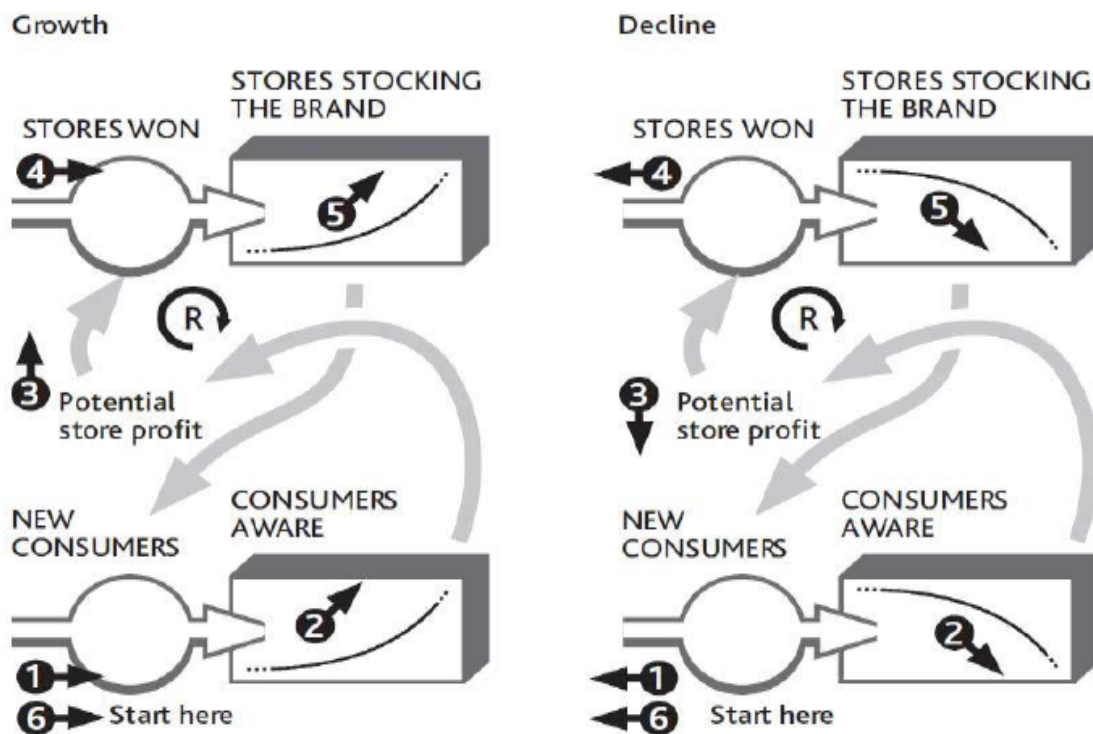 Growth
STORES STOCKING
THE BRAND
STORES WON
4
5
R
3
Potential
store profit
NEW
CONSUMERS
CONSUMERS
AWARE
2
1
6
Start here
Decline
STORES STOCKING
THE BRAND
STORES WON
4
5
R
3
Potential
store profit
NEW
CONSUMERS
CONSUMERS
AWARE
2
1
6
Start here